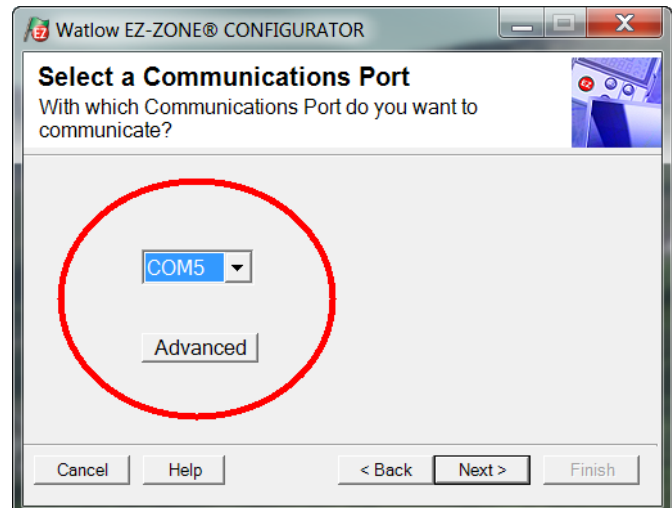 Watlow EZ-ZONE® CONFIGURATOR
Select a Communications Port
With which Communications Port do you want to
communicate?
COM5
Advanced
Cancel Help < Back Next > Finish